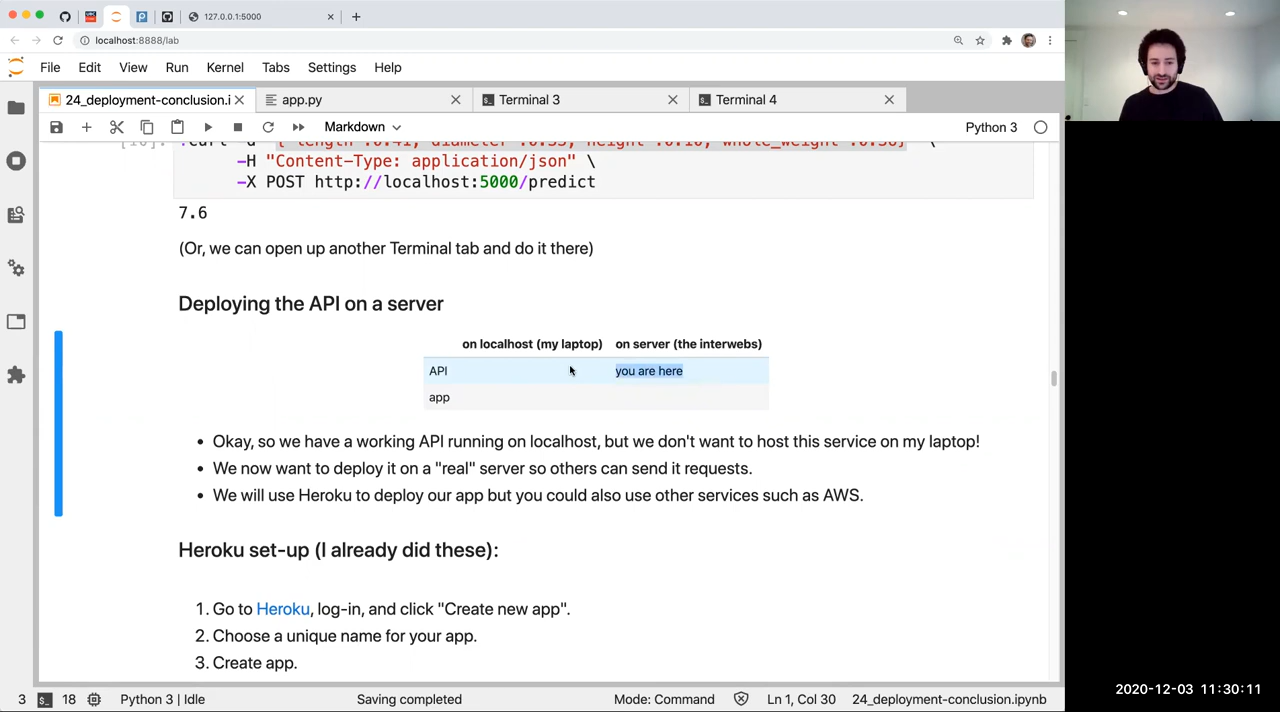 127.0.0.1:5000
localhost:8888/lab
File Edit View Run Kernel Tabs Settings Help
24_deployment-conclusion.i
app.py
Terminal 3
Terminal 4
Markdown
Python 3
-H "Content-Type: application/json" \
-X POST http://localhost:5000/predict
7.6
(Or, we can open up another Terminal tab and do it there)
Deploying the API on a server
on localhost (my laptop) on server (the interwebs)
API you are here
app
• Okay, so we have a working API running on localhost, but we don't want to host this service on my laptop!
• We now want to deploy it on a "real" server so others can send it requests.
• We will use Heroku to deploy our app but you could also use other services such as AWS.
Heroku set-up (I already did these):
1. Go to Heroku, log-in, and click "Create new app".
2. Choose a unique name for your app.
3. Create app.
3 18 Python 3 | Idle Saving completed Mode: Command Ln 1, Col 30 24_deployment-conclusion.ipynb
2020-12-03 11:30:11